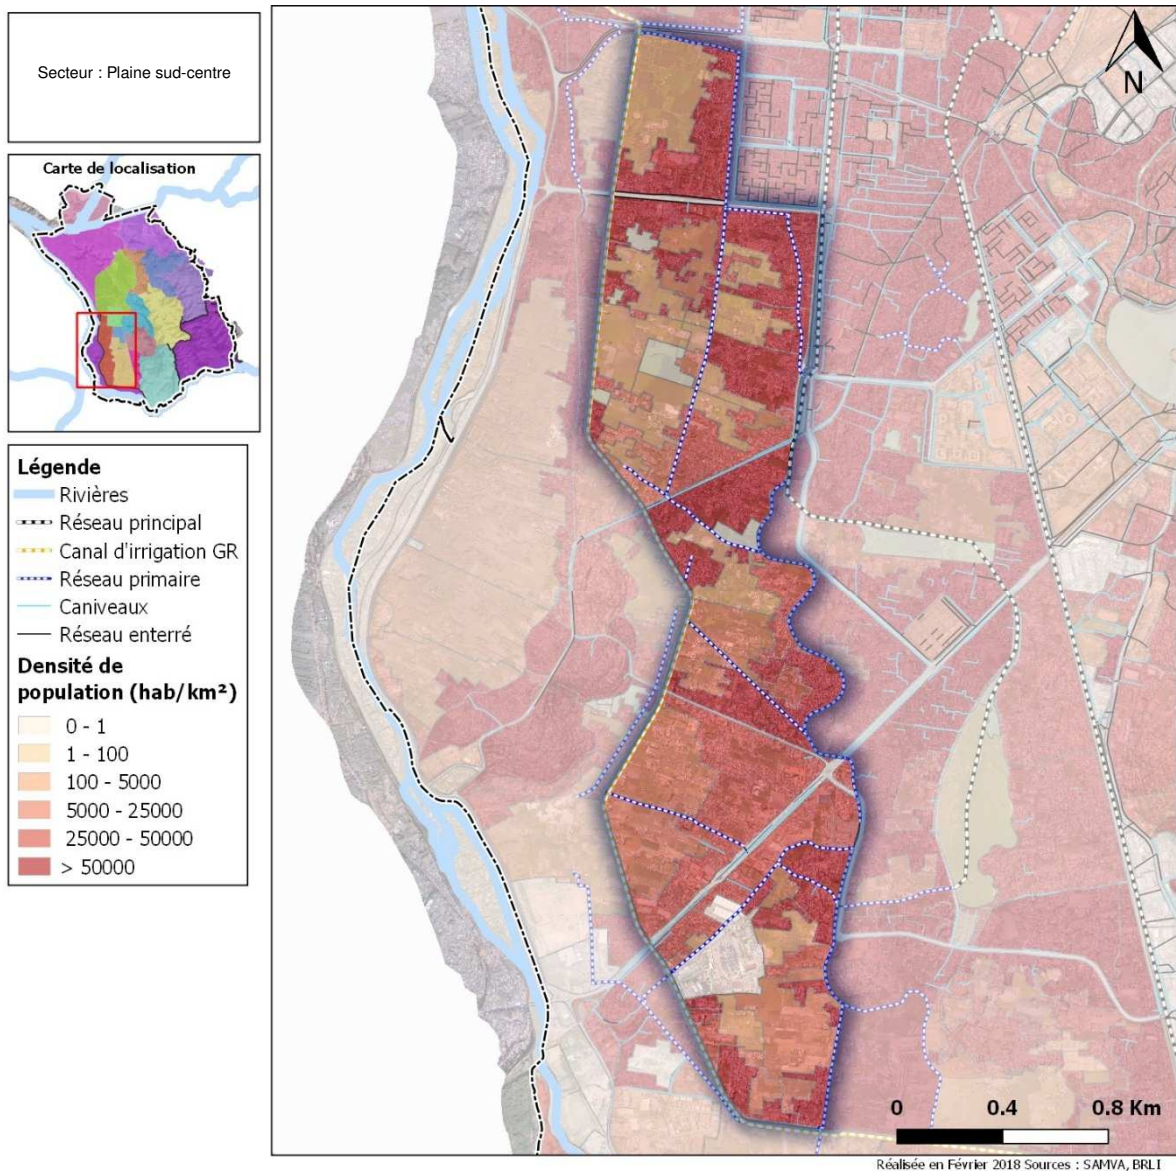 Secteur : Plaine sud-centre
Carte de localisation
Légende
Rivières
Réseau principal
Canal d'irrigation GR
Réseau primaire
Caniveaux
Réseau enterré
Densité de
population (hab/km²)
0 - 1
1 - 100
100 - 5000
5000 - 25000
25000 - 50000
> 50000
N
0 0.4 0.8 Km
Réalisée en Février 2018 Sources : SAMVA, BRLI